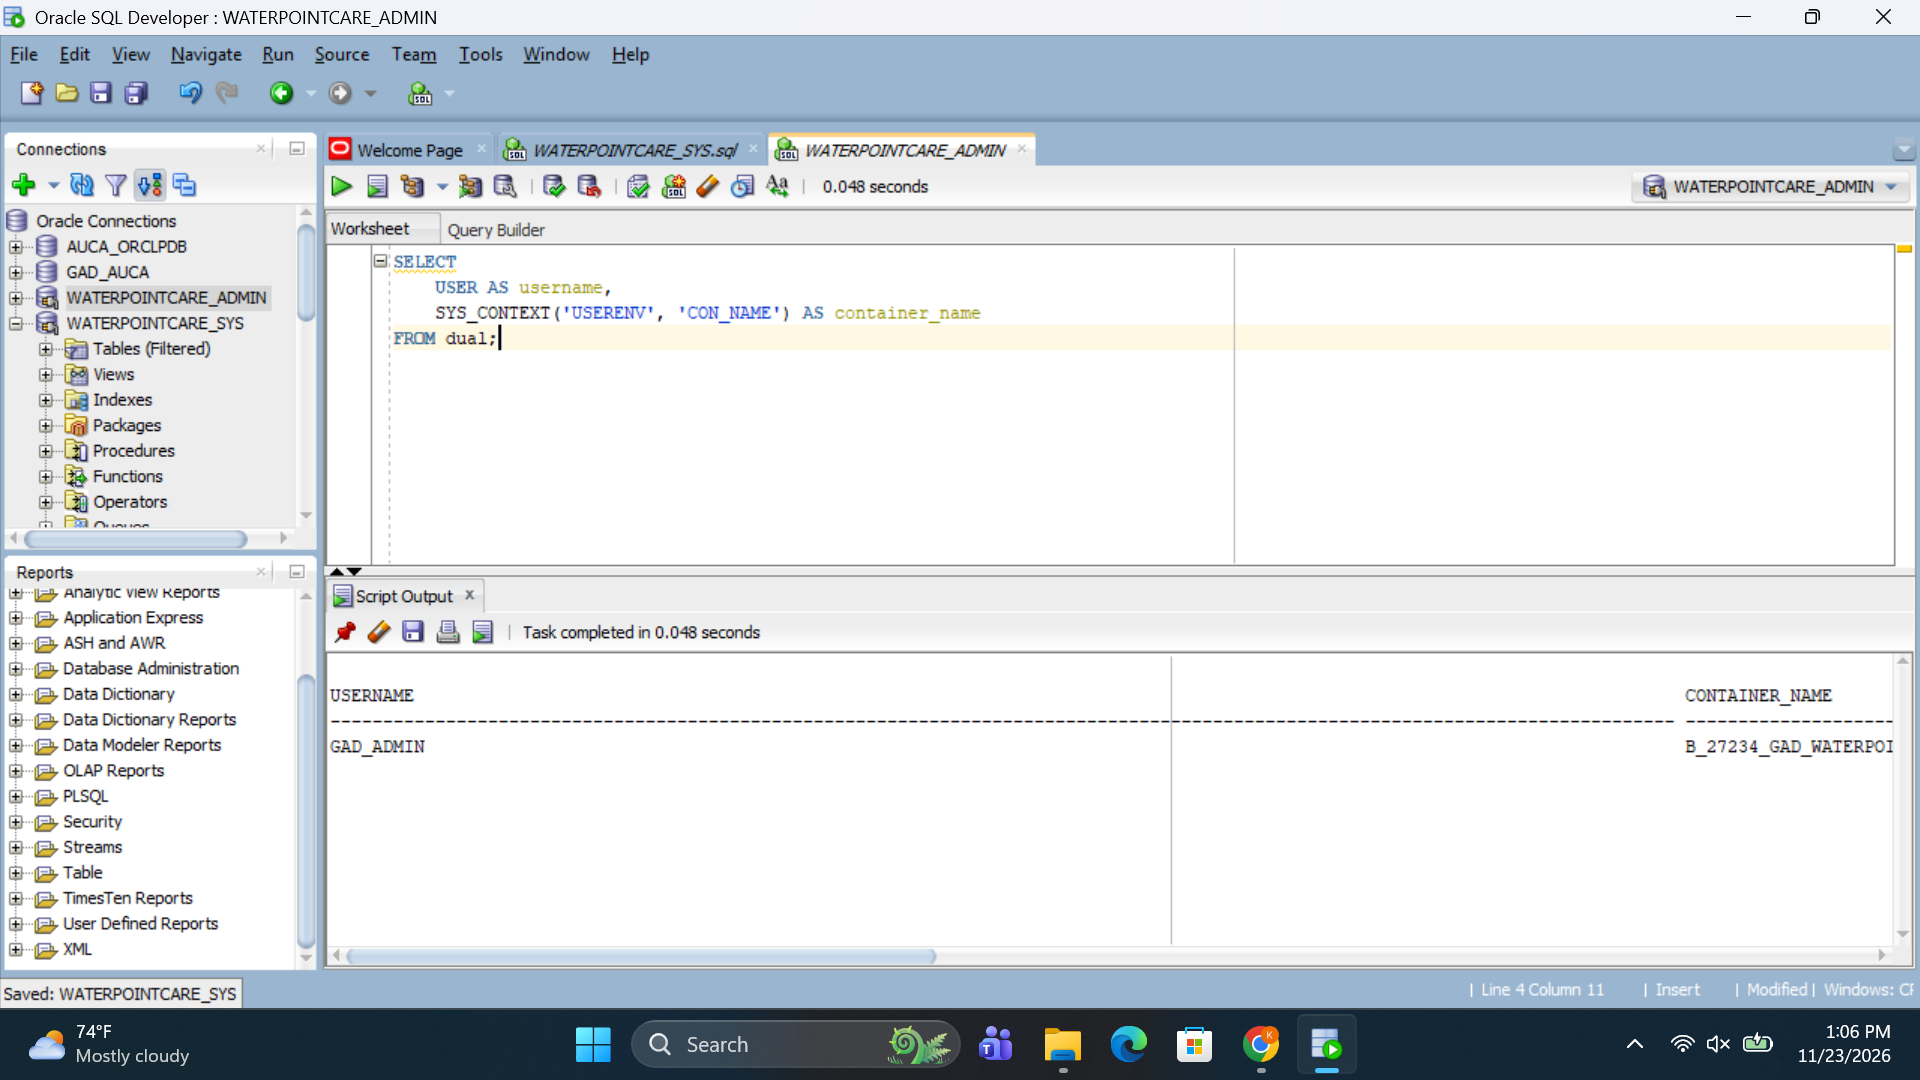 Oracle SQL Developer : WATERPOINTCARE_ADMIN
File Edit View Navigate Run Source Team Tools Window Help
Connections
Oracle Connections
AUCA_ORCLPDB
GAD_AUCA
WATERPOINTCARE_ADMIN
WATERPOINTCARE_SYS
Tables (Filtered)
Views
Indexes
Packages
Procedures
Functions
Operators
Queues
Reports
Analytic View Reports
Application Express
ASH and AWR
Database Administration
Data Dictionary
Data Dictionary Reports
Data Modeler Reports
OLAP Reports
PLSQL
Security
Streams
Table
TimesTen Reports
User Defined Reports
XML
Welcome Page WATERPOINTCARE_SYS.sql WATERPOINTCARE_ADMIN
0.048 seconds WATERPOINTCARE_ADMIN
Worksheet Query Builder
SELECT
USER AS username,
SYS_CONTEXT('USERENV', 'CON_NAME') AS container_name
FROM dual;
Script Output
Task completed in 0.048 seconds
USERNAME CONTAINER_NAME
GAD_ADMIN B_27234_GAD_WATERPOI
Saved: WATERPOINTCARE_SYS
Line 4 Column 11 | Insert | Modified | Windows: CR
74°F
Mostly cloudy
Search
1:06 PM
11/23/2026